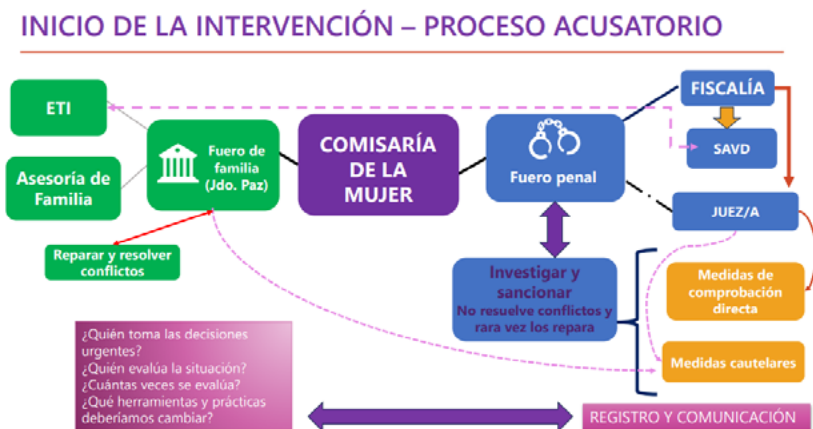 INICIO DE LA INTERVENCIÓN – PROCESO ACUSATORIO
ETI
Asesoría de
Familia
Fuero de
familia
(Jdo. Paz)
Reparar y resolver
conflictos
COMISARÍA
DE LA
MUJER
Fuero penal
FISCALÍA
SAVD
JUEZ/A
Investigar y
sancionar
No resuelve conflictos y
rara vez los repara
Medidas de
comprobación
directa
Medidas cautelares
¿Quién toma las decisiones
urgentes?
¿Quién evalúa la situación?
¿Cuántas veces se evalúa?
¿Qué herramientas y prácticas
deberíamos cambiar?
REGISTRO Y COMUNICACIÓN